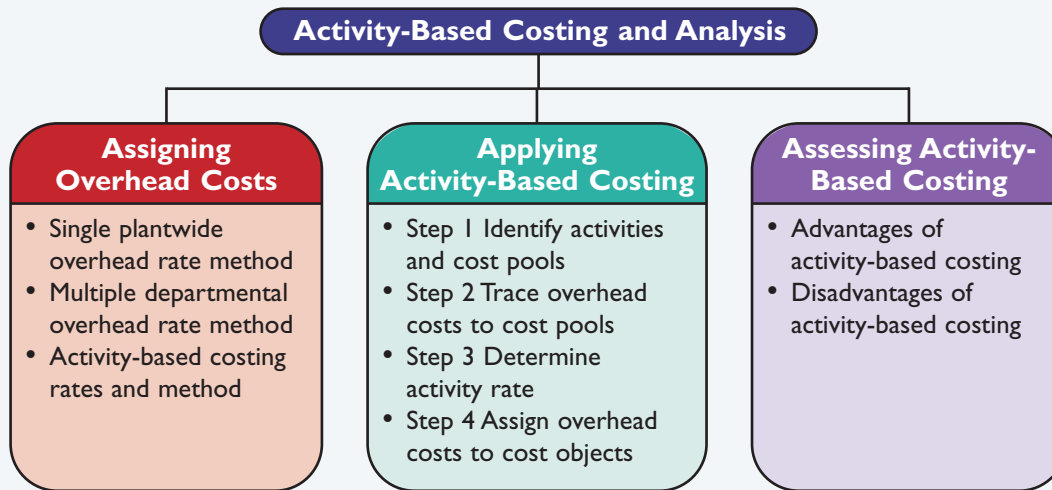 Activity-Based Costing and Analysis
Assigning
Overhead Costs
• Single plantwide
overhead rate method
• Multiple departmental
overhead rate method
• Activity-based costing
rates and method
Applying
Activity-Based Costing
• Step 1 Identify activities
and cost pools
• Step 2 Trace overhead
costs to cost pools
• Step 3 Determine
activity rate
• Step 4 Assign overhead
costs to cost objects
Assessing Activity-
Based Costing
• Advantages of
activity-based costing
• Disadvantages of
activity-based costing